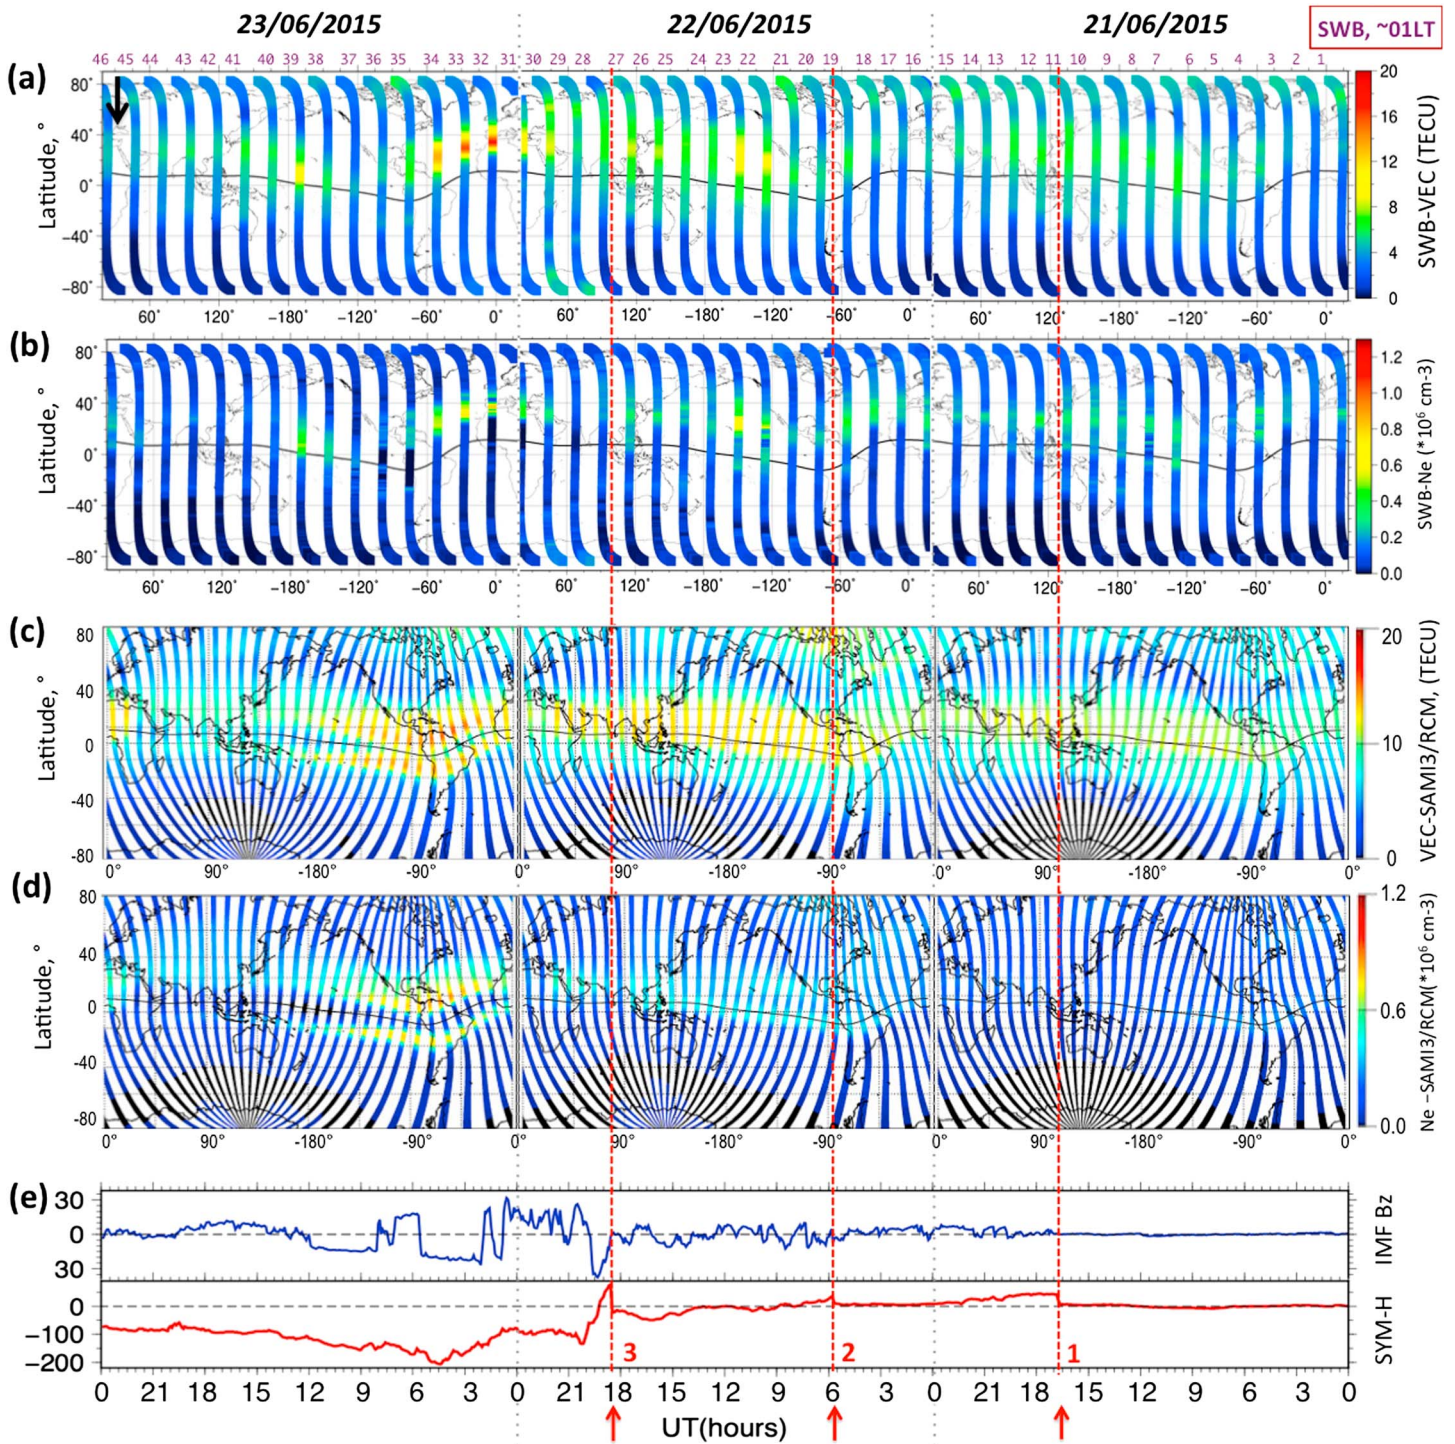 23/06/2015 22/06/2015 21/06/2015 SWB, ~01LT
46 45 44 43 42 41 40 39 38 37 36 35 34 33 32 31 30 29 28 27 26 25 24 23 22 21 20 19 18 17 16 15 14 13 12 11 10 9 8 7 6 5 4 3 2 1
(a)
Latitude, °
80˚
40˚
0˚
−40˚
−80˚
60˚ 120˚ −180˚ −120˚ −60˚ 0˚ 60˚ 120˚ −180˚ −120˚ −60˚ 0˚ 60˚ 120˚ −180˚ −120˚ −60˚ 0˚
20
16
12
8
4
0
SWB-VEC (TECU)
(b)
Latitude, °
80˚
40˚
0˚
−40˚
−80˚
60˚ 120˚ −180˚ −120˚ −60˚ 0˚ 60˚ 120˚ −180˚ −120˚ −60˚ 0˚ 60˚ 120˚ −180˚ −120˚ −60˚ 0˚
1.2
1.0
0.8
0.6
0.4
0.2
0.0
SWB-Ne (*10⁶ cm-3)
(c)
Latitude, °
80
40
0
-40
-80
0° 90° -180° -90° 0° 90° -180° -90° 0° 90° -180° -90° 0°
20
10
0
VEC-SAMI3/RCM, (TECU)
(d)
Latitude, °
80
40
0
-40
-80
0° 90° -180° -90° 0° 90° -180° -90° 0° 90° -180° -90° 0°
1.2
0.6
0.0
Ne −SAMI3/RCM(*10⁶ cm-3)
(e)
30
0
30
IMF Bz
0
−100
−200
SYM-H
3 2 1
0 21 18 15 12 9 6 3 0 21 18 15 12 9 6 3 0 21 18 15 12 9 6 3 0
UT(hours)